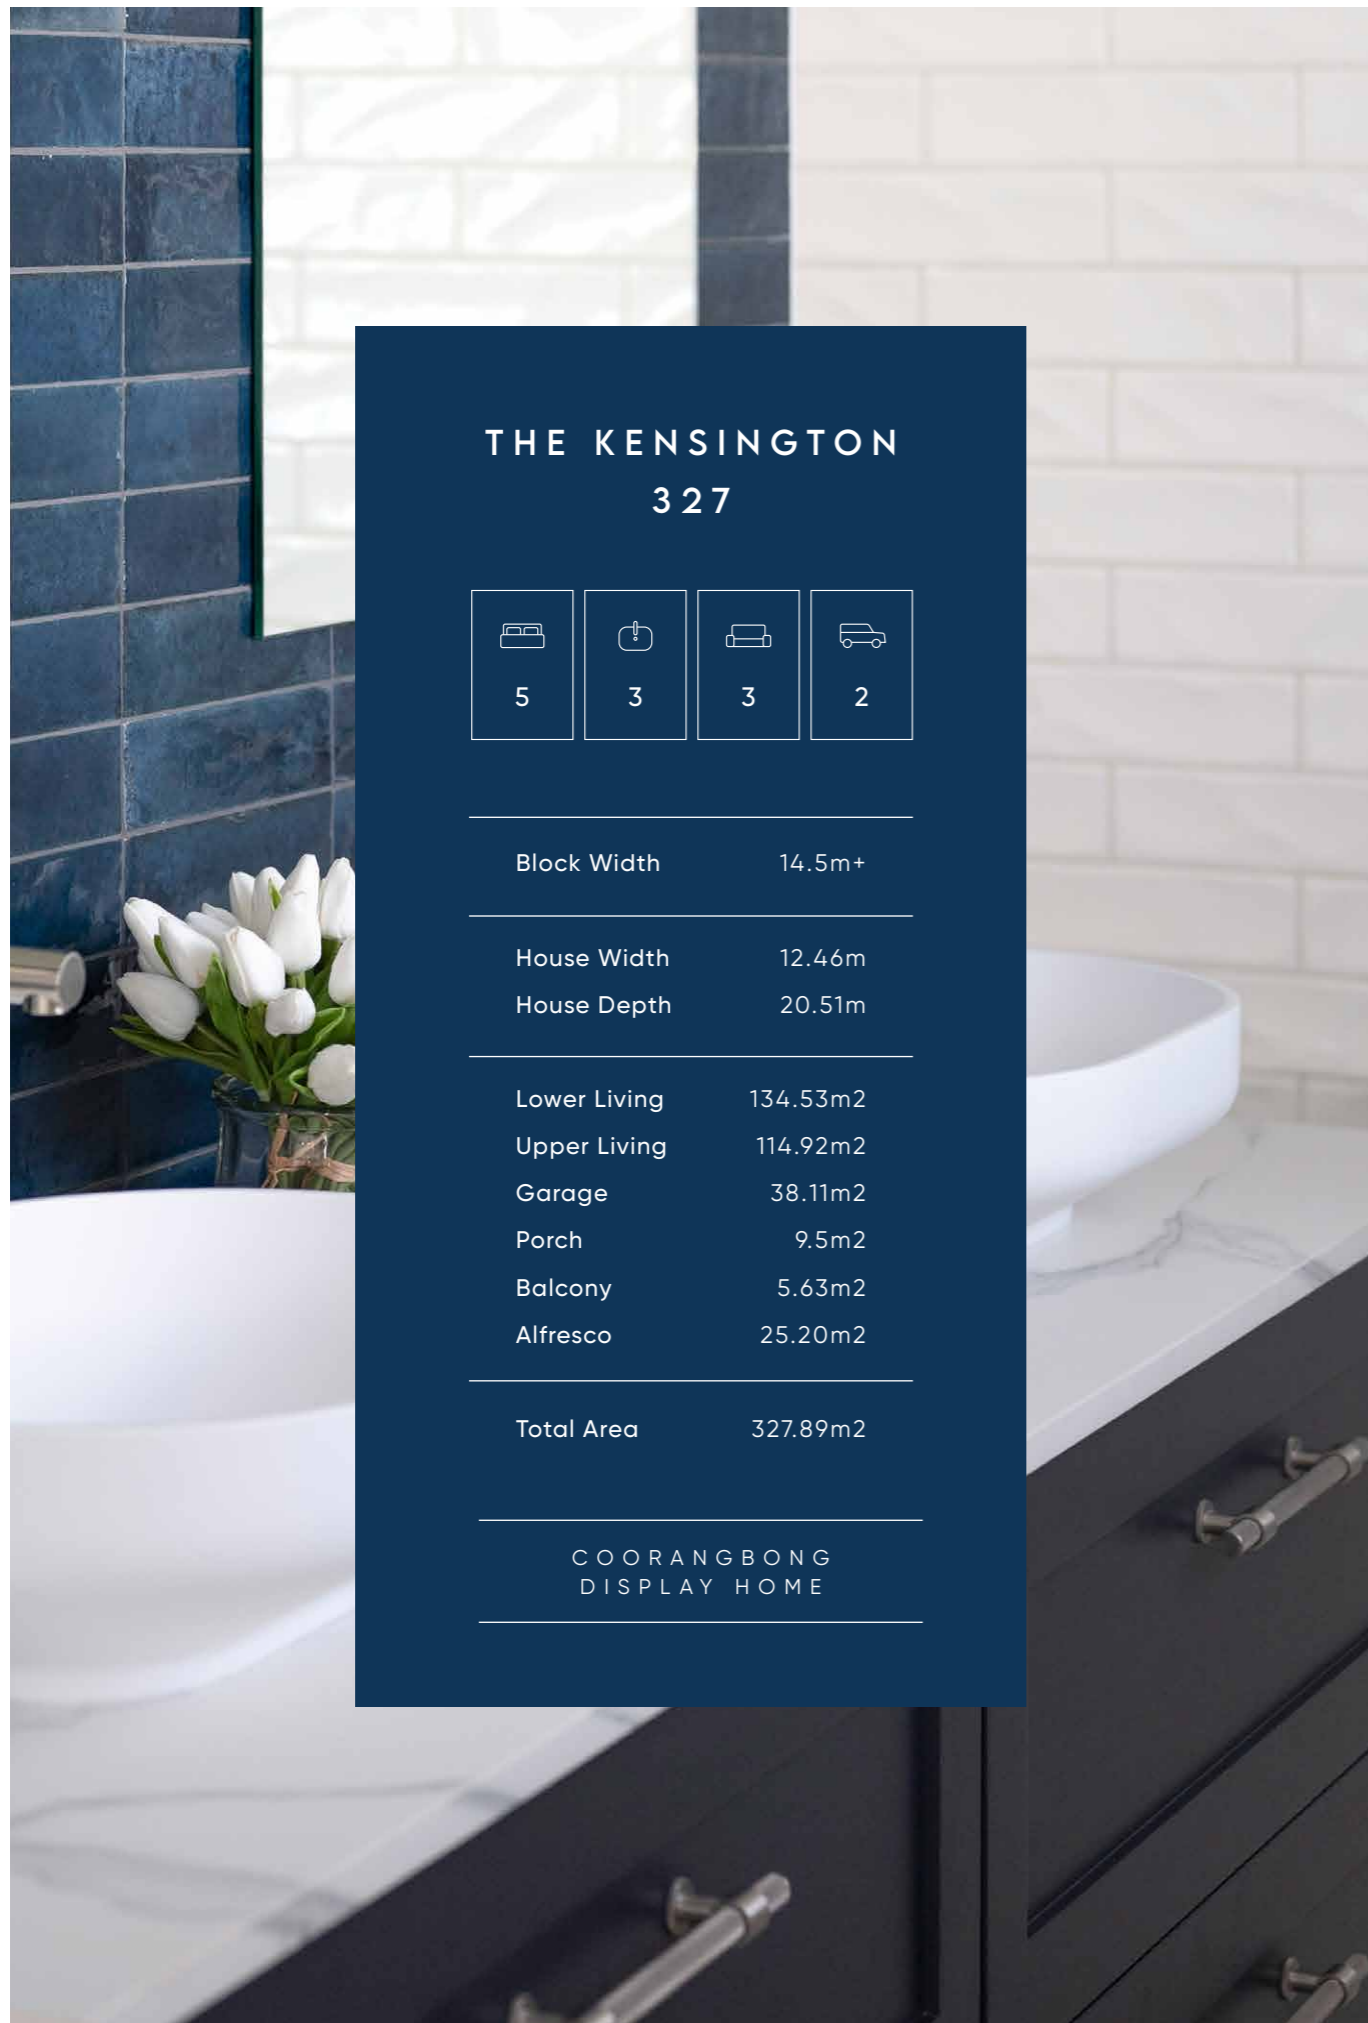 THE KENSINGTON
327
5 3 3 2
Block Width 14.5m+
House Width 12.46m
House Depth 20.51m
Lower Living 134.53m2
Upper Living 114.92m2
Garage 38.11m2
Porch 9.5m2
Balcony 5.63m2
Alfresco 25.20m2
Total Area 327.89m2
COORANGBONG
DISPLAY HOME